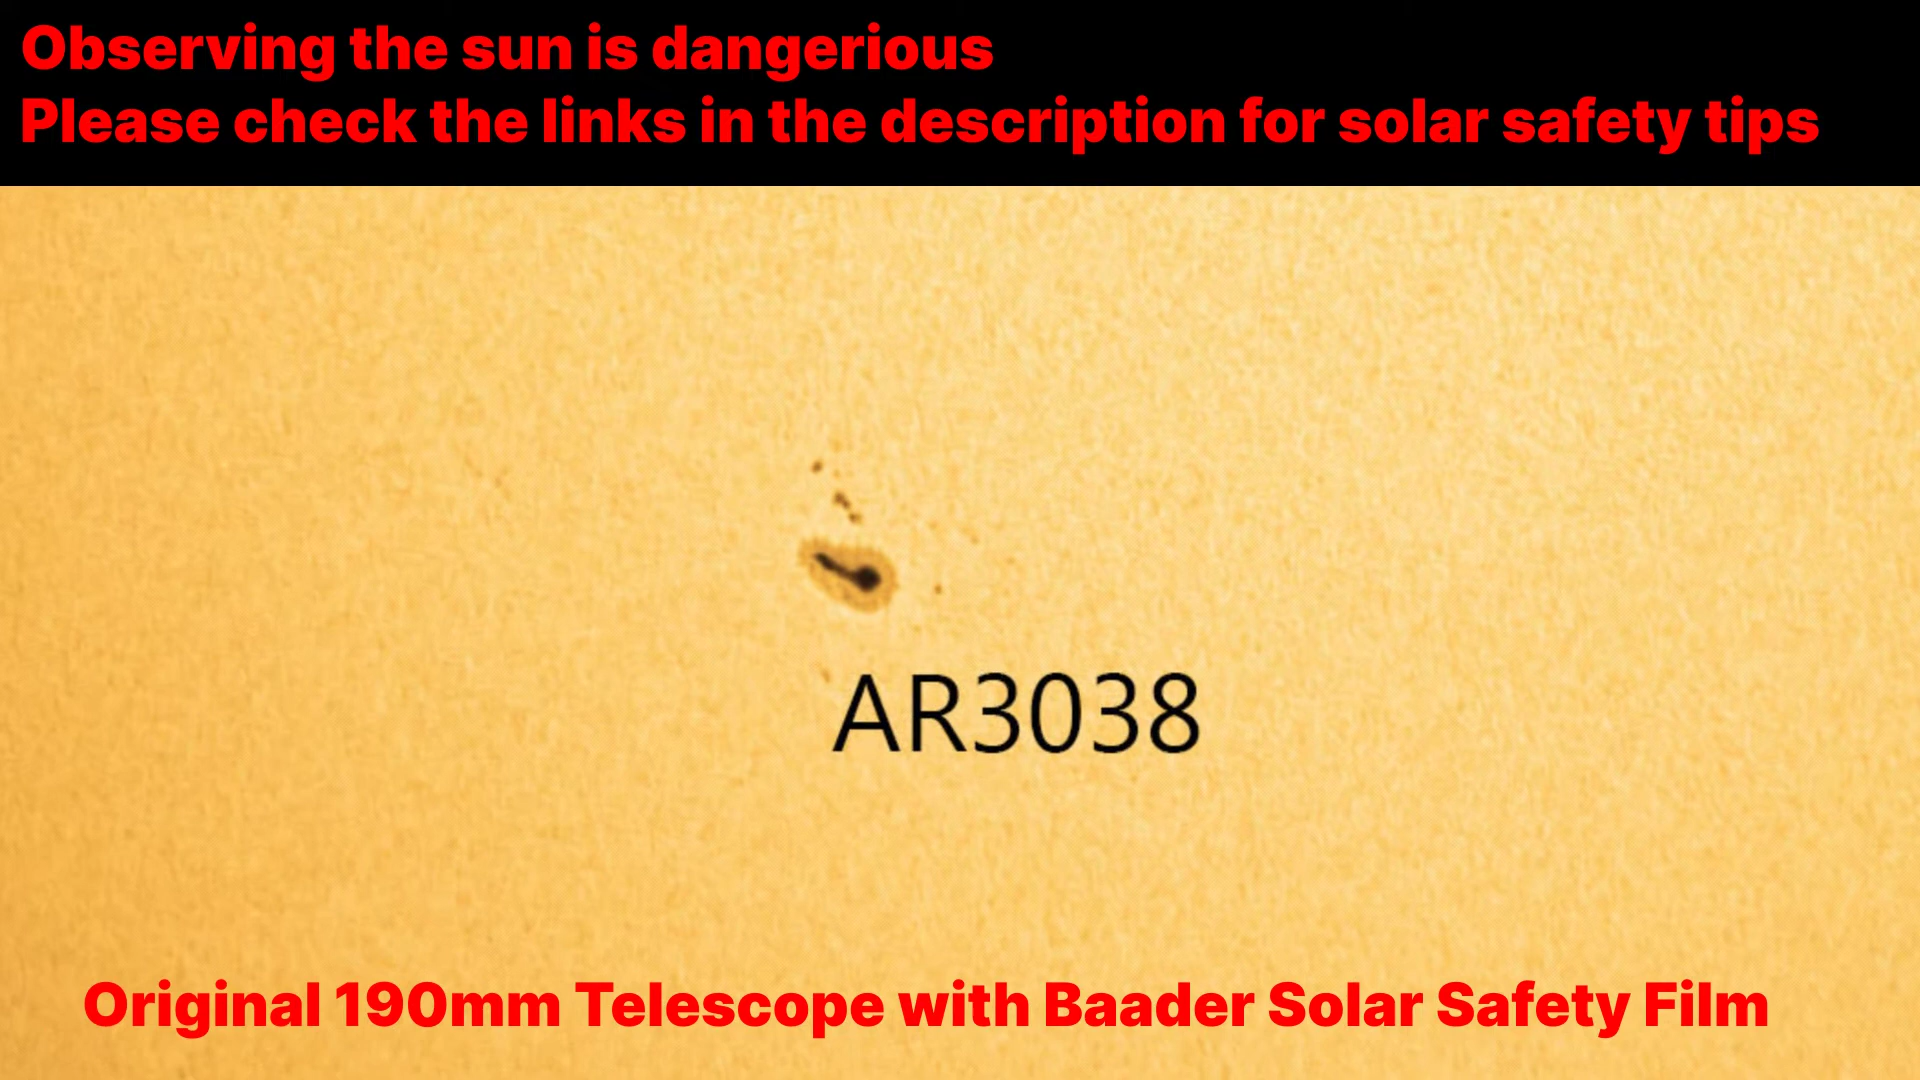 Observing the sun is dangerious
Please check the links in the description for solar safety tips
AR3038
Original 190mm Telescope with Baader Solar Safety Film